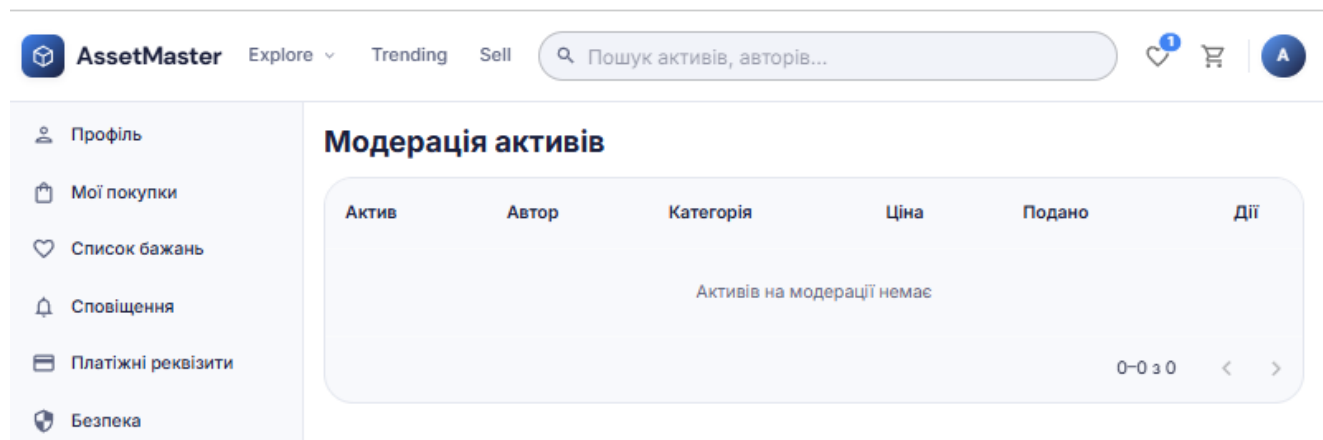 AssetMaster Explore Trending Sell Пошук активів, авторів... 1 A
Профіль
Мої покупки
Список бажань
Сповіщення
Платіжні реквізити
Безпека
Модерація активів
Актив Автор Категорія Ціна Подано Дії
Активів на модерації немає
0–0 з 0